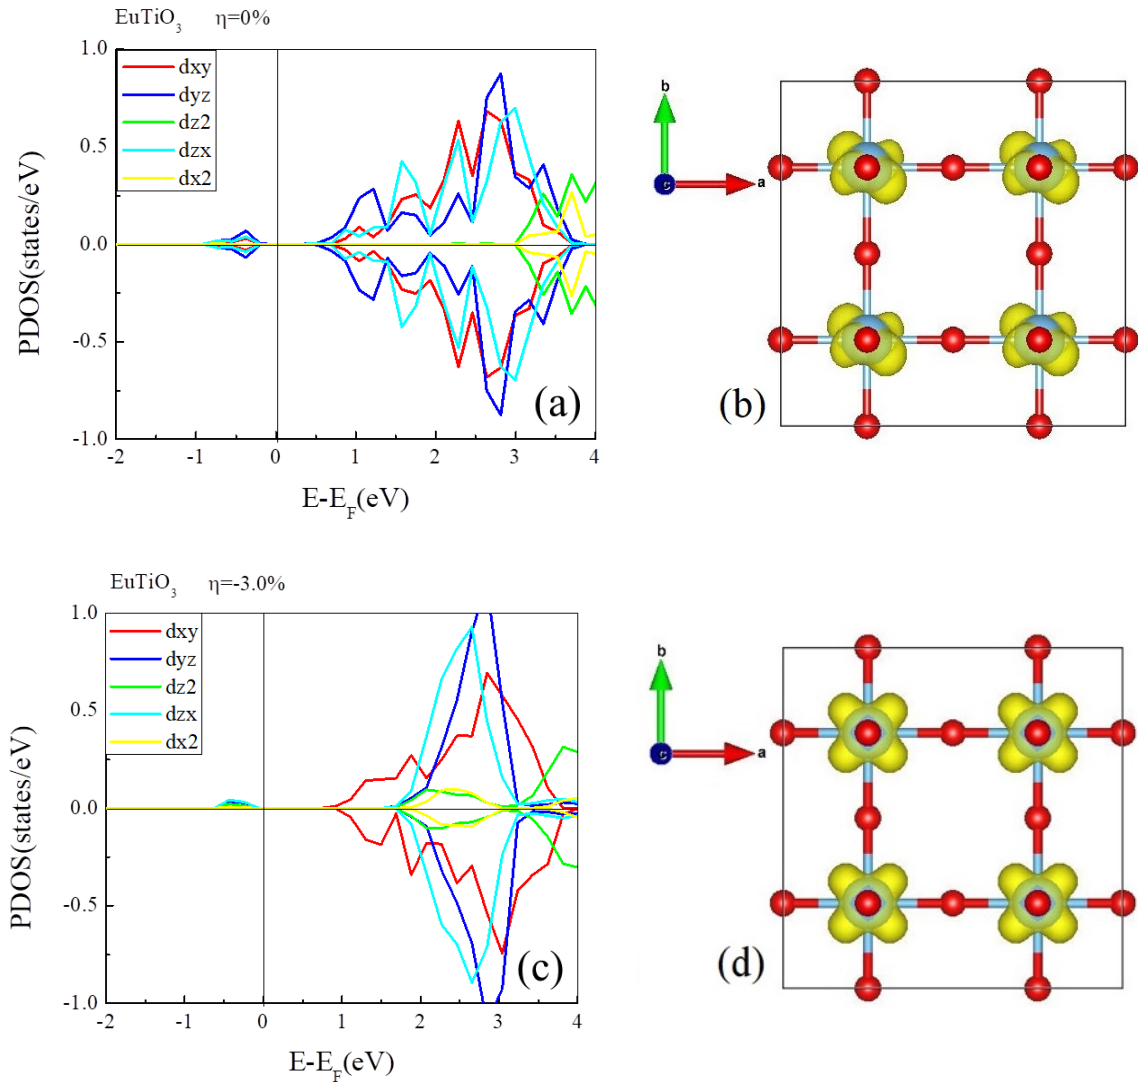 EuTiO3 η=0%
1.0
0.5
0.0
-0.5
-1.0
PDOS(states/eV)
dxy
dyz
dz2
dzx
dx2
(a)
-2 -1 0 1 2 3 4
E-EF(eV)
b
c
a
(b)
EuTiO3 η=-3.0%
1.0
0.5
0.0
-0.5
-1.0
PDOS(states/eV)
dxy
dyz
dz2
dzx
dx2
(c)
-2 -1 0 1 2 3 4
E-EF(eV)
b
c
a
(d)